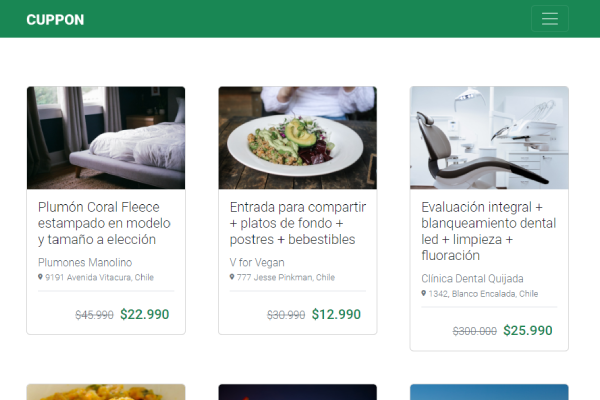 CUPPON
Plumón Coral Fleece
estampado en modelo
y tamaño a elección
Plumones Manolino
9191 Avenida Vitacura, Chile
$45.990 $22.990
Entrada para compartir
+ platos de fondo +
postres + bebestibles
V for Vegan
777 Jesse Pinkman, Chile
$30.990 $12.990
Evaluación integral +
blanqueamiento dental
led + limpieza +
fluoración
Clínica Dental Quijada
1342, Blanco Encalada, Chile
$300.000 $25.990